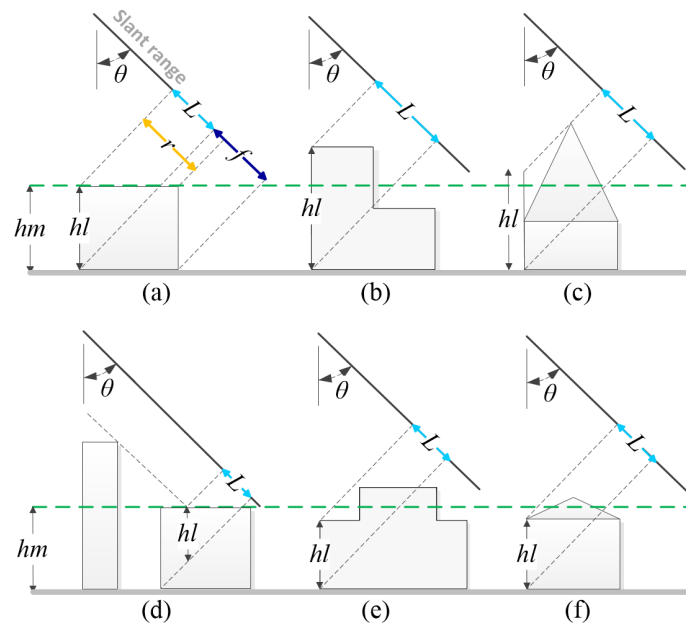 Slant range
θ
L
r
f
hm
hl
(a)
θ
L
hl
(b)
θ
L
hl
(c)
θ
L
hm
hl
(d)
θ
L
hl
(e)
θ
L
hl
(f)